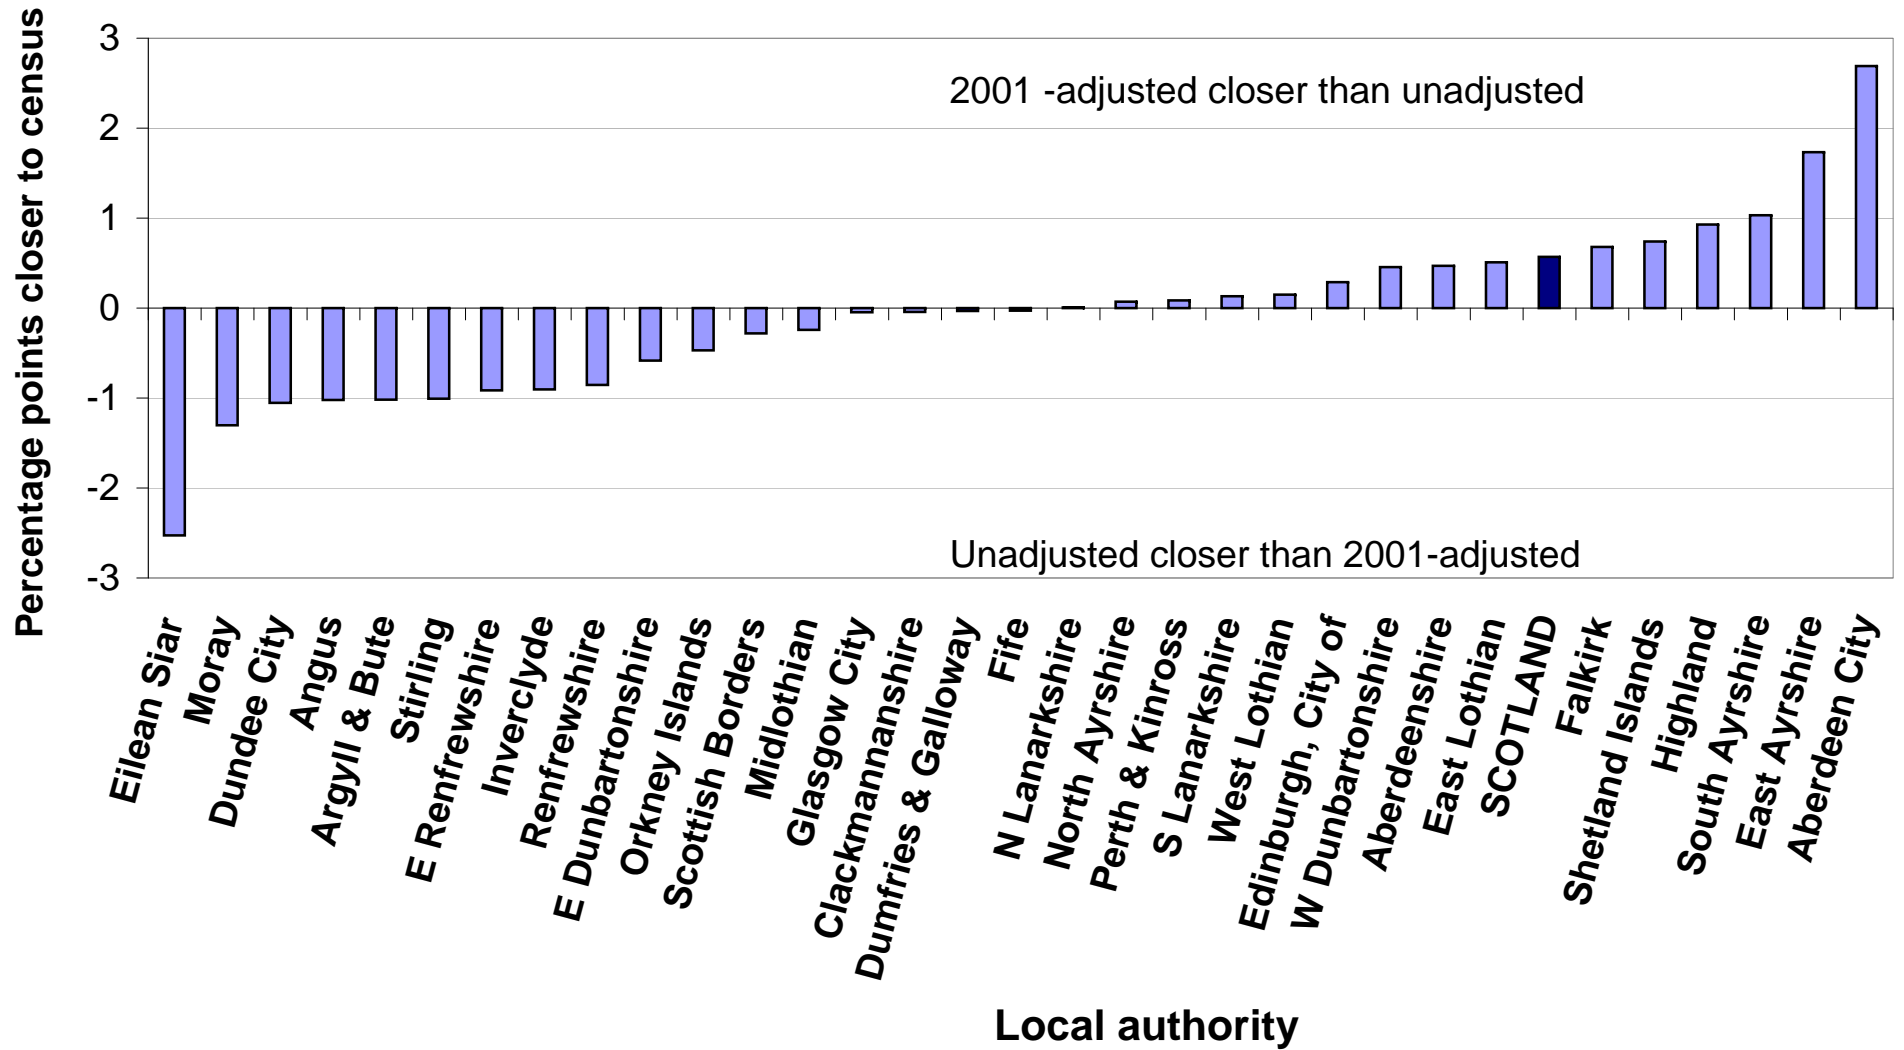 Percentage points closer to census
3
2
1
0
-1
-2
-3
2001 -adjusted closer than unadjusted
Unadjusted closer than 2001-adjusted
Eilean Siar
Moray
Dundee City
Angus
Argyll & Bute
Stirling
E Renfrewshire
Inverclyde
Renfrewshire
E Dunbartonshire
Orkney Islands
Scottish Borders
Midlothian
Glasgow City
Clackmannanshire
Dumfries & Galloway
Fife
N Lanarkshire
North Ayrshire
Perth & Kinross
S Lanarkshire
West Lothian
Edinburgh, City of
W Dunbartonshire
Aberdeenshire
East Lothian
SCOTLAND
Falkirk
Shetland Islands
Highland
South Ayrshire
East Ayrshire
Aberdeen City
Local authority